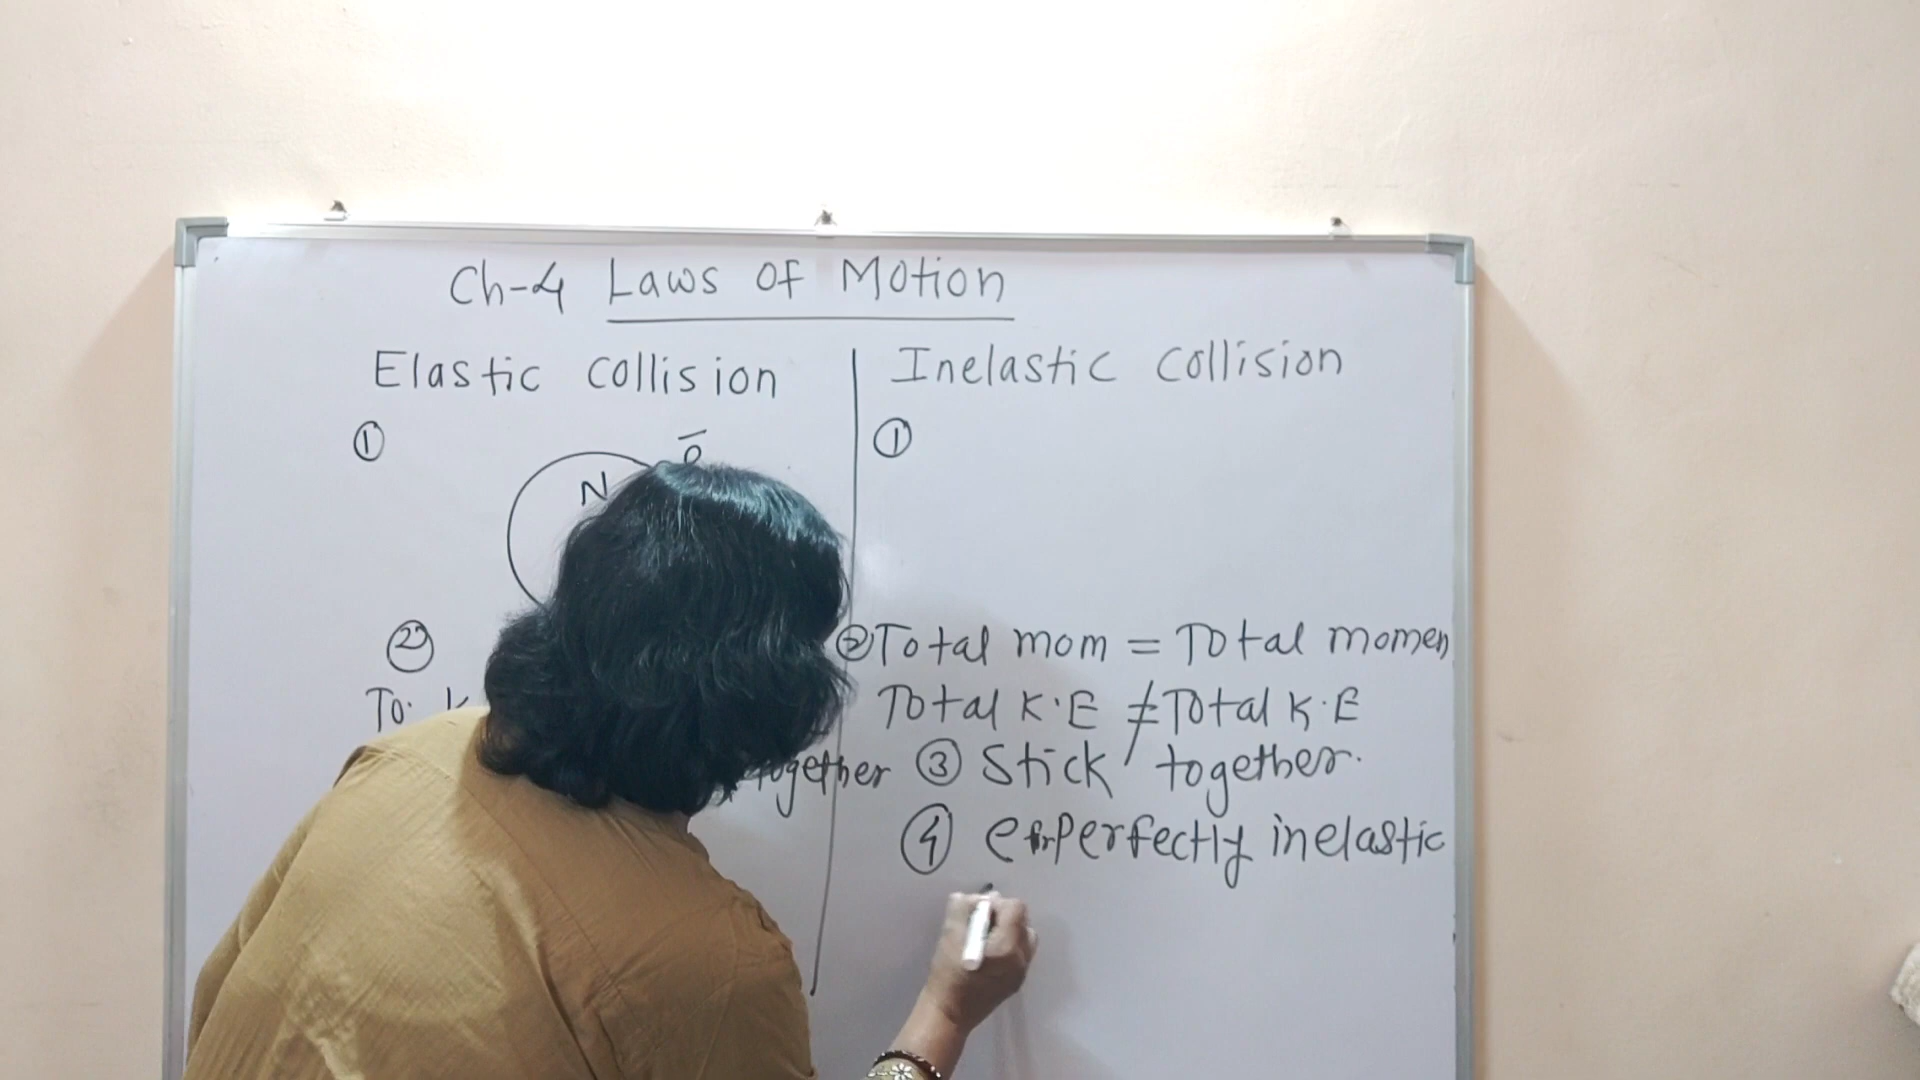 Ch-4 Laws of Motion
Elastic collision
①
N
②
To. K
together
Inelastic collision
①
② Total mom = Total momen
Total K.E ≠ Total K.E
③ Stick together.
④ Perfectly inelastic